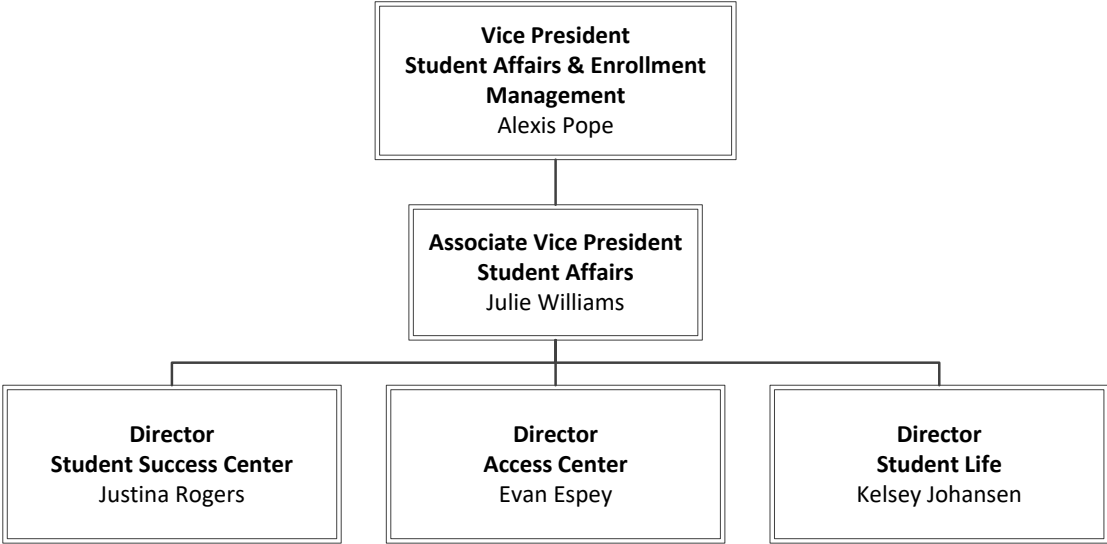 Vice President
Student Affairs & Enrollment
Management
Alexis Pope
Associate Vice President
Student Affairs
Julie Williams
Director
Student Success Center
Justina Rogers
Director
Access Center
Evan Espey
Director
Student Life
Kelsey Johansen